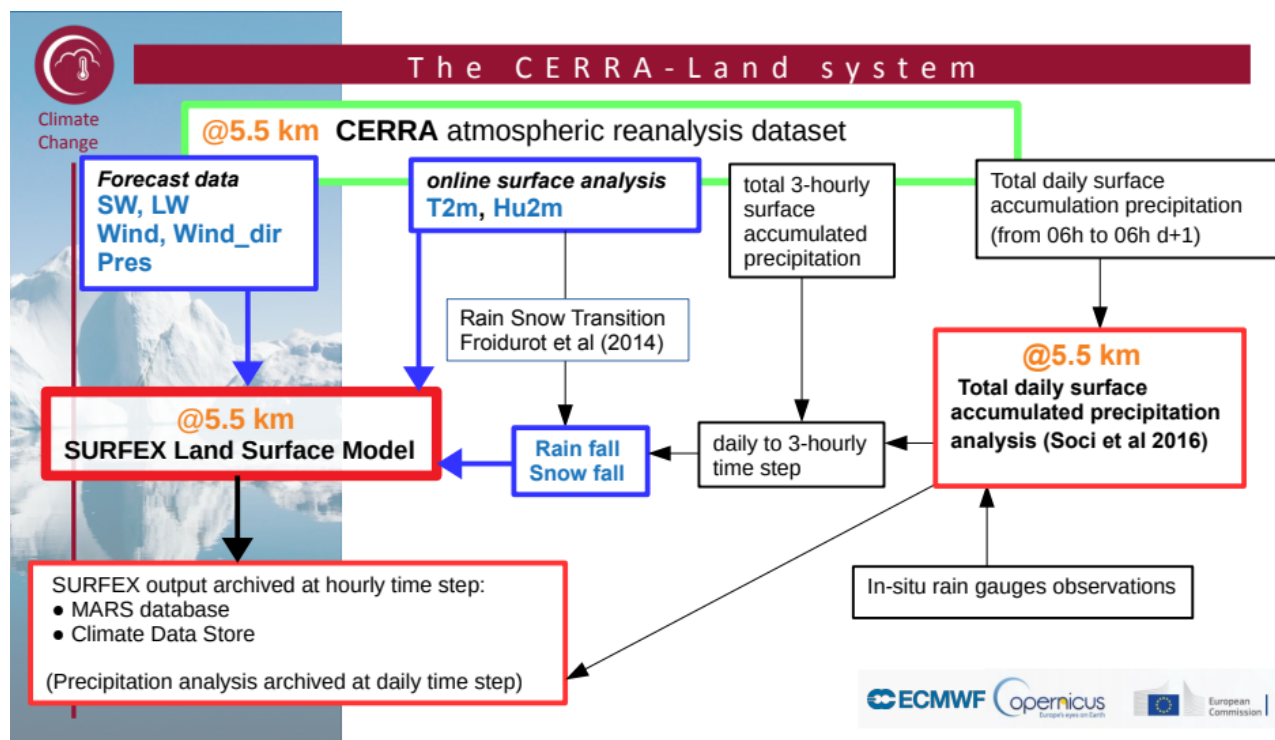 The CERRA-Land system
Climate
Change
@5.5 km CERRA atmospheric reanalysis dataset
Forecast data
SW, LW
Wind, Wind_dir
Pres
online surface analysis
T2m, Hu2m
total 3-hourly
surface
accumulated
precipitation
Total daily surface
accumulation precipitation
(from 06h to 06h d+1)
Rain Snow Transition
Froidurot et al (2014)
@5.5 km
SURFEX Land Surface Model
Rain fall
Snow fall
daily to 3-hourly
time step
@5.5 km
Total daily surface
accumulated precipitation
analysis (Soci et al 2016)
SURFEX output archived at hourly time step:
● MARS database
● Climate Data Store
(Precipitation analysis archived at daily time step)
In-situ rain gauges observations
ECMWF
Copernicus
Europe's eyes on Earth
European
Commission